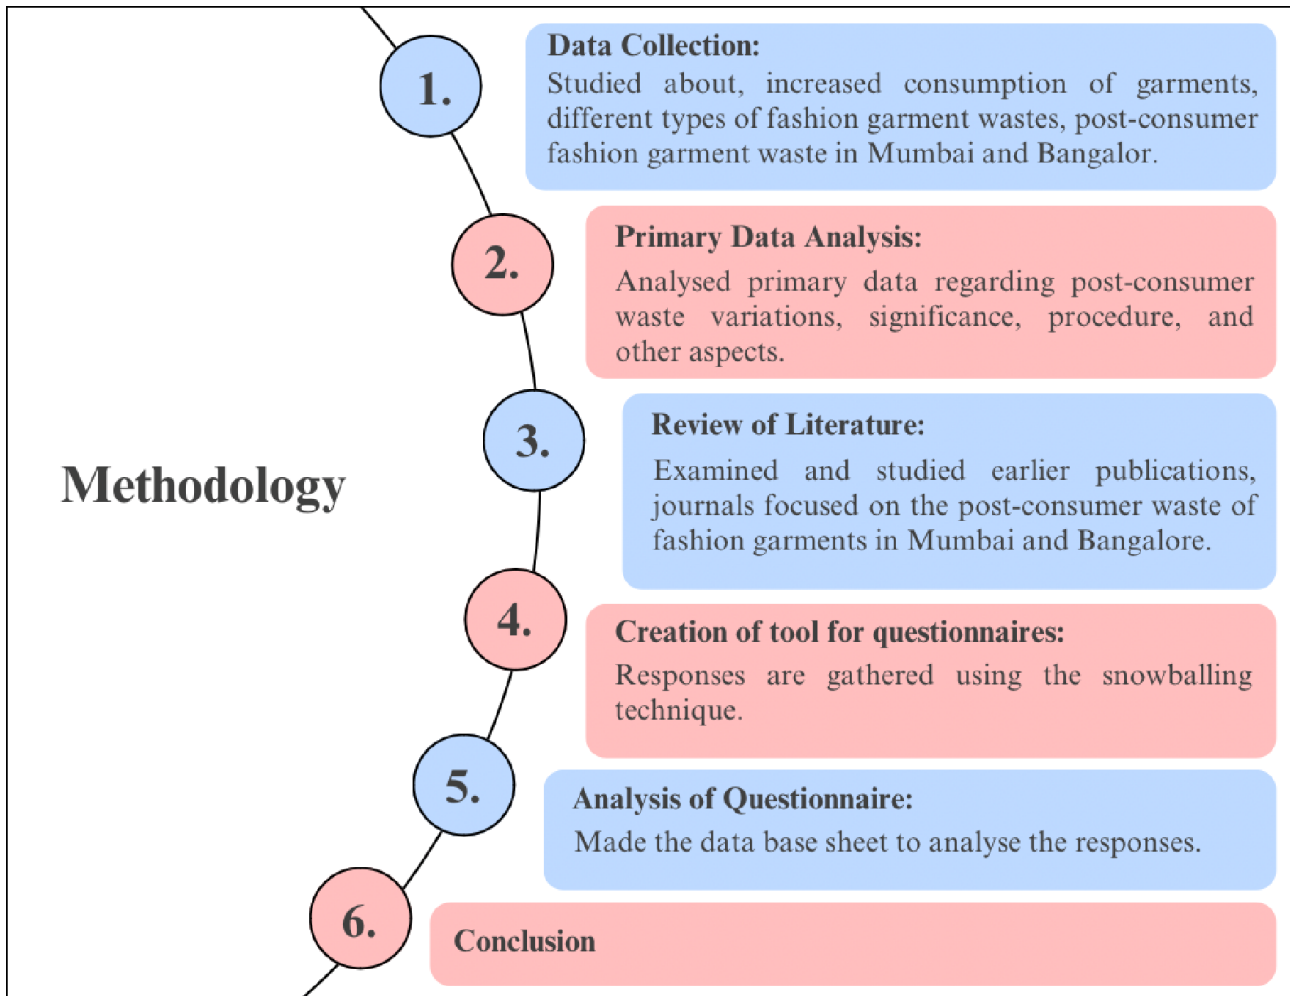 Methodology
1.
Data Collection:
Studied about, increased consumption of garments,
different types of fashion garment wastes, post-consumer
fashion garment waste in Mumbai and Bangalor.
2.
Primary Data Analysis:
Analysed primary data regarding post-consumer
waste variations, significance, procedure, and
other aspects.
3.
Review of Literature:
Examined and studied earlier publications,
journals focused on the post-consumer waste of
fashion garments in Mumbai and Bangalore.
4.
Creation of tool for questionnaires:
Responses are gathered using the snowballing
technique.
5.
Analysis of Questionnaire:
Made the data base sheet to analyse the responses.
6.
Conclusion